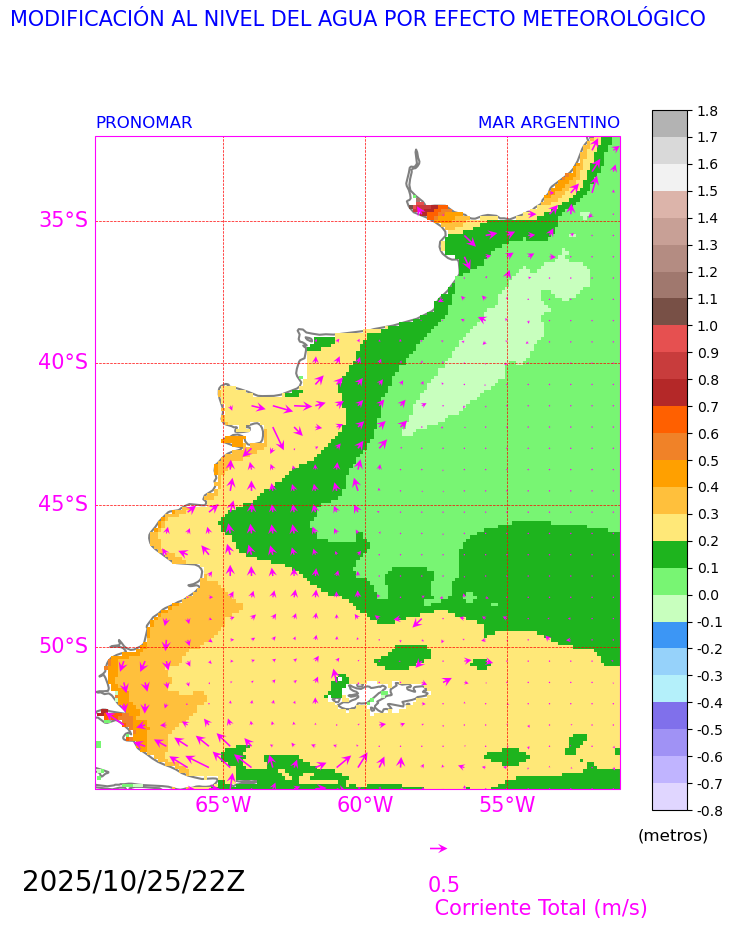 MODIFICACIÓN AL NIVEL DEL AGUA POR EFECTO METEOROLÓGICO
PRONOMAR MAR ARGENTINO
35°S
40°S
45°S
50°S
65°W 60°W 55°W
1.8
1.7
1.6
1.5
1.4
1.3
1.2
1.1
1.0
0.9
0.8
0.7
0.6
0.5
0.4
0.3
0.2
0.1
0.0
-0.1
-0.2
-0.3
-0.4
-0.5
-0.6
-0.7
-0.8
(metros)
2025/10/25/22Z
0.5
Corriente Total (m/s)